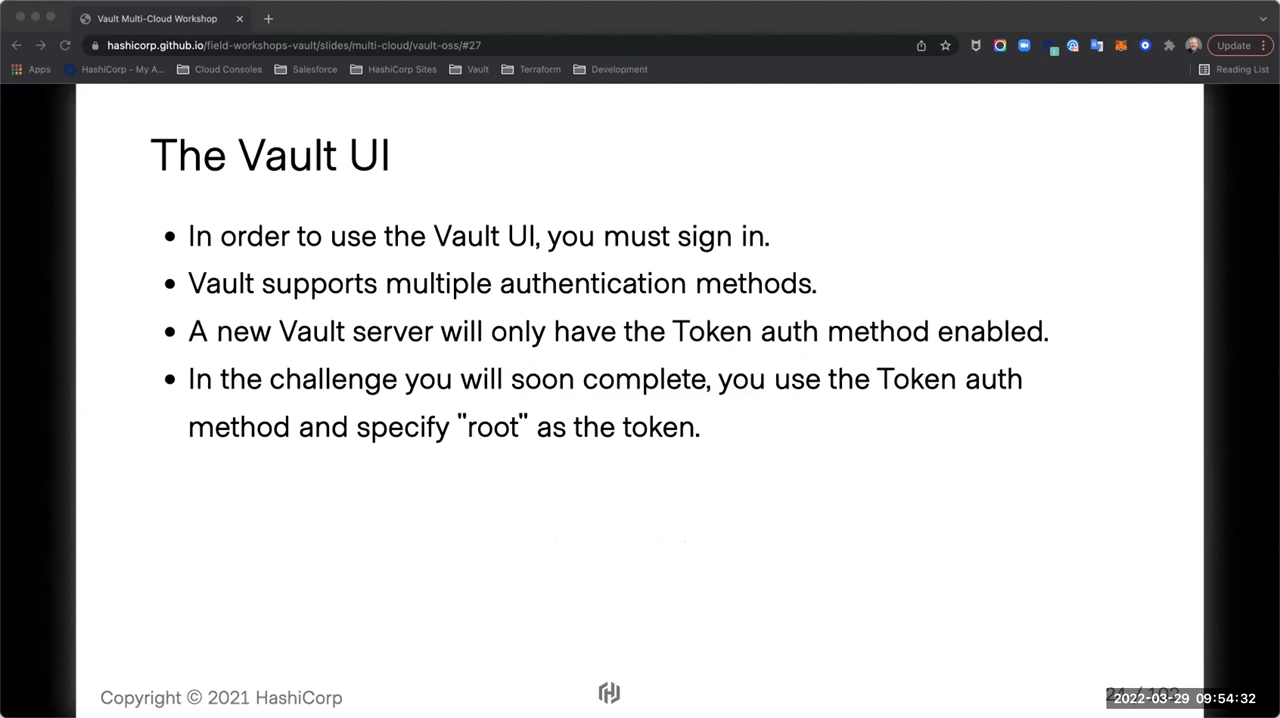 Vault Multi-Cloud Workshop
hashicorp.github.io/field-workshops-vault/slides/multi-cloud/vault-oss/#27
Update
Apps
HashiCorp - My A...
Cloud Consoles
Salesforce
HashiCorp Sites
Vault
Terraform
Development
Reading List
The Vault UI
• In order to use the Vault UI, you must sign in.
• Vault supports multiple authentication methods.
• A new Vault server will only have the Token auth method enabled.
• In the challenge you will soon complete, you use the Token auth
method and specify "root" as the token.
Copyright © 2021 HashiCorp
2022-03-29 09:54:32